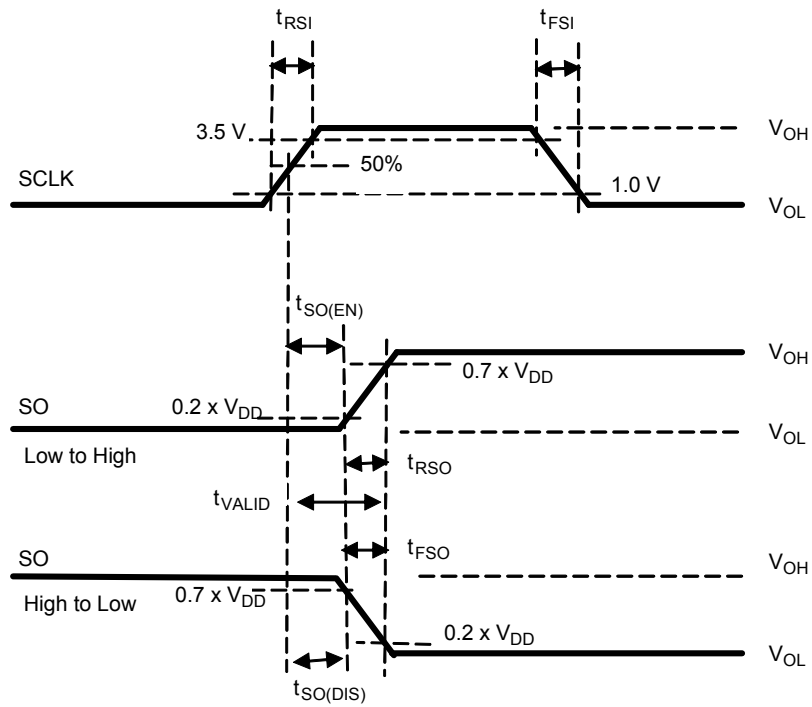 tRSI
tFSI
3.5 V
VOH
50%
SCLK
1.0 V
VOL
tSO(EN)
VOH
0.7 x VDD
0.2 x VDD
SO
VOL
Low to High
tRSO
tVALID
tFSO
SO
VOH
0.7 x VDD
High to Low
0.2 x VDD
VOL
tSO(DIS)